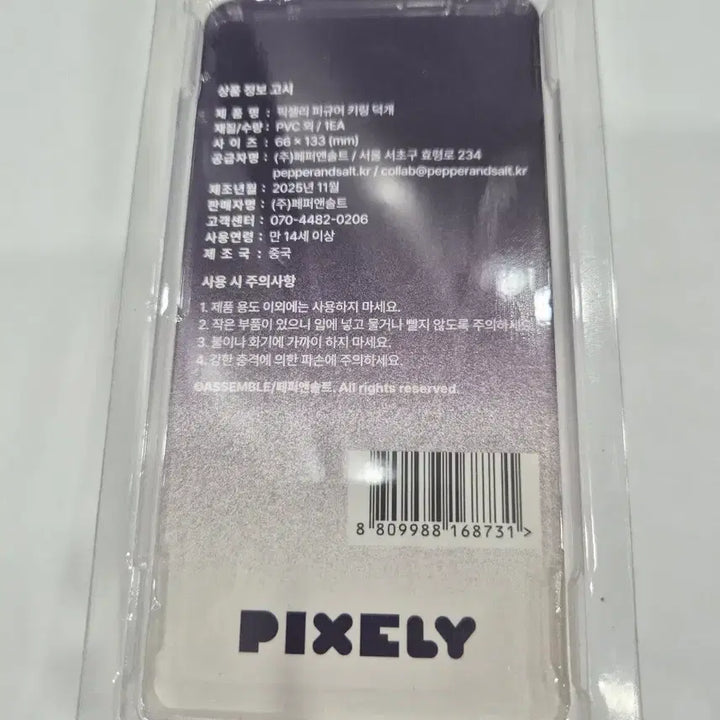 상품 정보 고시
제 품 명 : 픽셀리 피규어 키링 덕개
재질/수량 : PVC 외 / 1EA
사 이 즈 : 66 × 133 (mm)
공급자명 : (주)페퍼앤솔트 / 서울 서초구 효령로 234
pepperandsalt.kr / collab@pepperandsalt.kr
제조년월 : 2025년 11월
판매자명 : (주)페퍼앤솔트
고객센터 : 070-4482-0206
사용연령 : 만 14세 이상
제 조 국 : 중국
사용 시 주의사항
1. 제품 용도 이외에는 사용하지 마세요.
2. 작은 부품이 있으니 입에 넣고 물거나 빨지 않도록 주의하세요.
3. 불이나 화기에 가까이 하지 마세요.
4. 강한 충격에 의한 파손에 주의하세요.
©ASSEMBLE/페퍼앤솔트. All rights reserved.
8 809988 168731 >
PIXELY